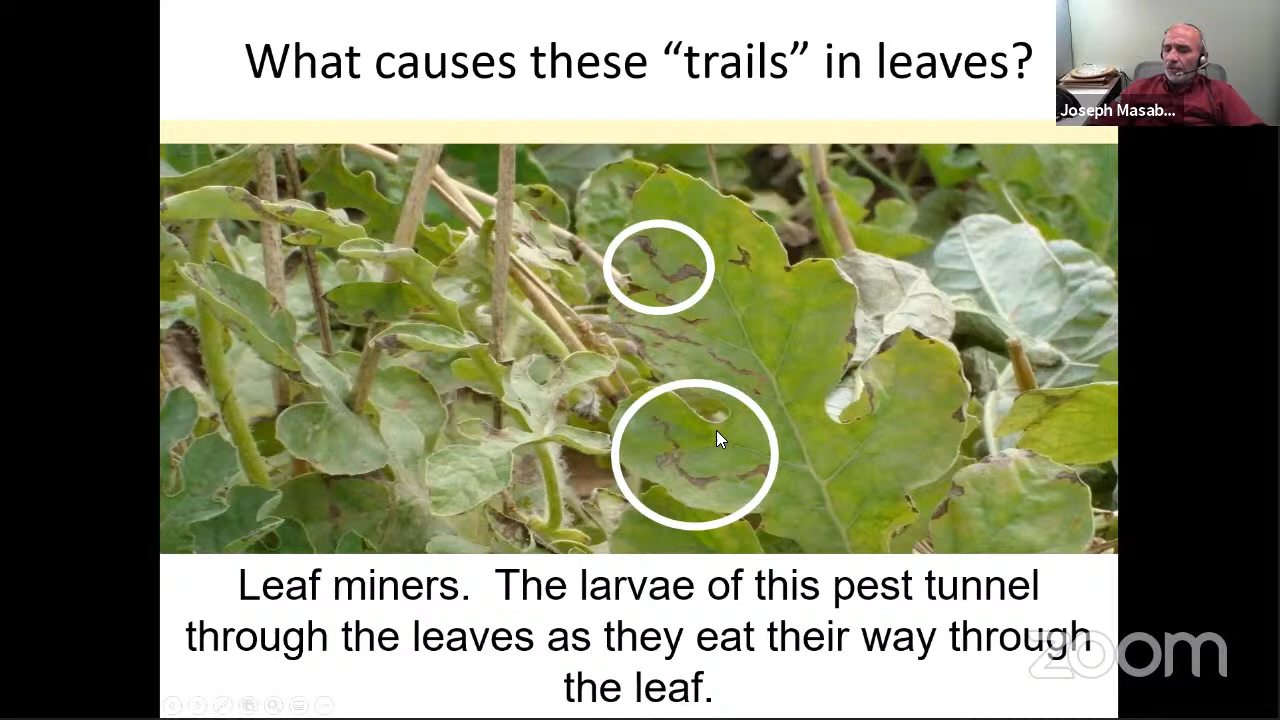 What causes these “trails” in leaves?
Joseph Masab...
Leaf miners.  The larvae of this pest tunnel
through the leaves as they eat their way through
the leaf.
zoom